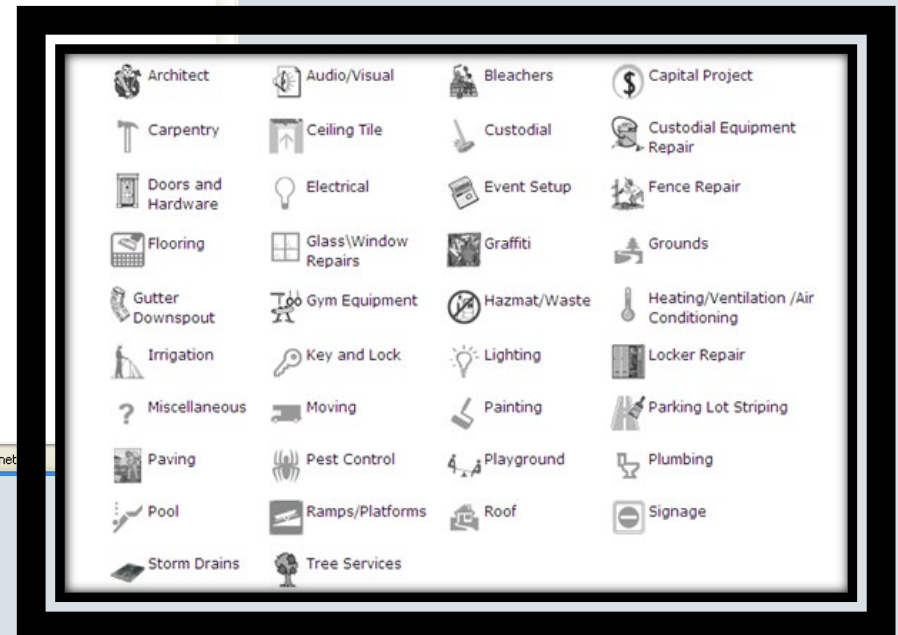 Architect
Audio/Visual
Bleachers
Capital Project
Carpentry
Ceiling Tile
Custodial
Custodial Equipment
Repair
Doors and
Hardware
Electrical
Event Setup
Fence Repair
Flooring
Glass\Window
Repairs
Graffiti
Grounds
Gutter
Downspout
Gym Equipment
Hazmat/Waste
Heating/Ventilation /Air
Conditioning
Irrigation
Key and Lock
Lighting
Locker Repair
Miscellaneous
Moving
Painting
Parking Lot Striping
net
Paving
Pest Control
Playground
Plumbing
Pool
Ramps/Platforms
Roof
Signage
Storm Drains
Tree Services